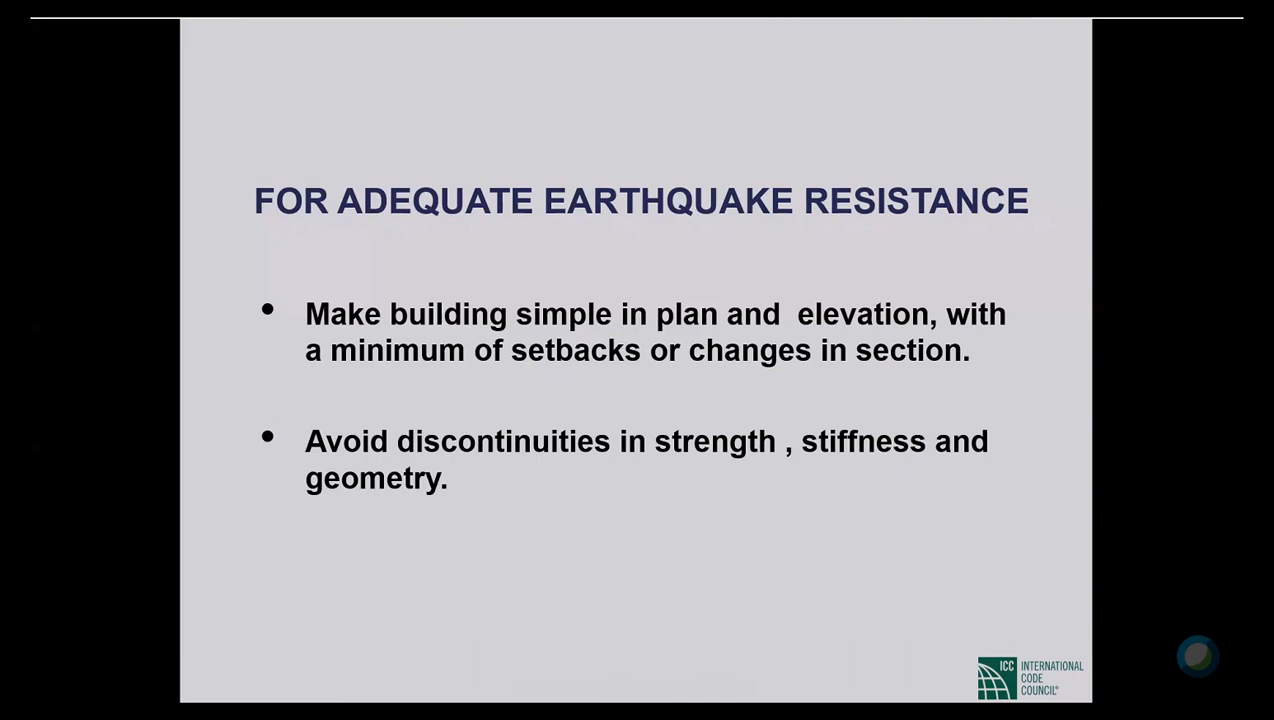 FOR ADEQUATE EARTHQUAKE RESISTANCE
• Make building simple in plan and  elevation, with
a minimum of setbacks or changes in section.
• Avoid discontinuities in strength , stiffness and
geometry.
ICC INTERNATIONAL
CODE
COUNCIL®